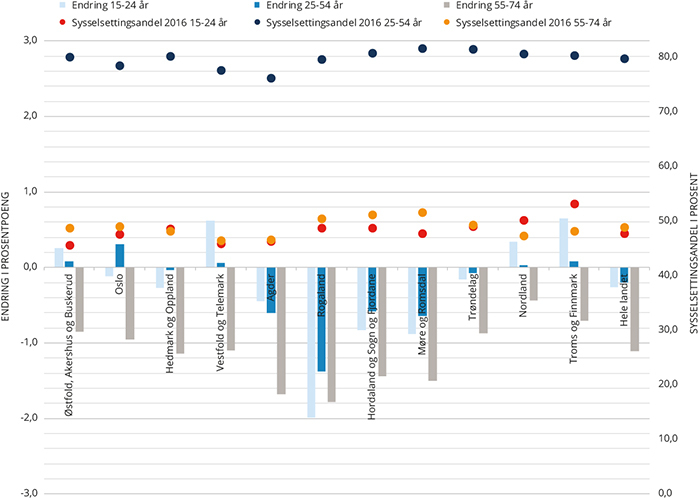 Endring 15-24 år Endring 25-54 år Endring 55-74 år
Sysselsettingsandel 2016 15-24 år Sysselsettingsandel 2016 25-54 år Sysselsettingsandel 2016 55-74 år
3,0
2,0
1,0
0,0
-1,0
-2,0
-3,0
ENDRING I PROSENTPOENG
Østfold, Akershus og Buskerud
Oslo
Hedmark og Oppland
Vestfold og Telemark
Agder
Rogaland
Hordaland og Sogn og Fjordane
Møre og Romsdal
Trøndelag
Nordland
Troms og Finnmark
Hele landet
80,0
70,0
60,0
50,0
40,0
30,0
20,0
10,0
0,0
SYSSELSETTINGSANDEL I PROSENT